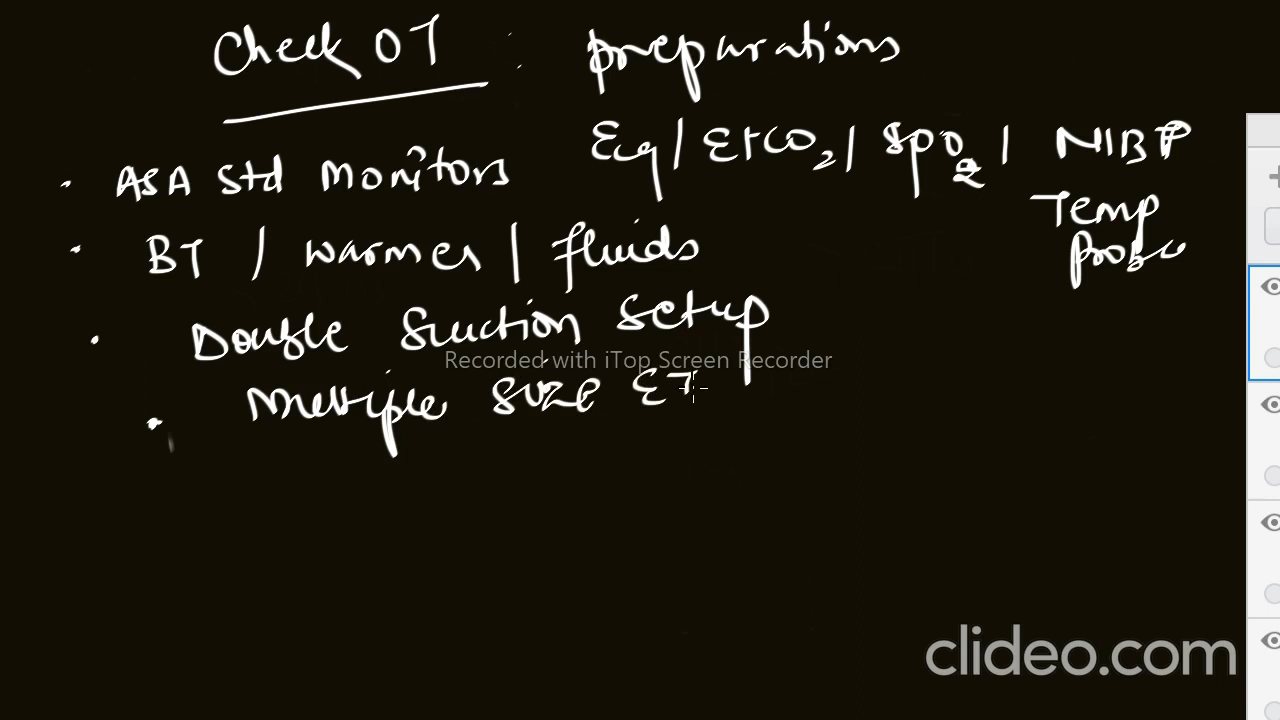 Check OT : preparations
• ASA Std Monitors Ecg / EtCO2 / SpO2 / NIBP
Temp
probe
• BT / warmer / fluids
• Double Suction Setup
Recorded with iTop Screen Recorder
• Multiple Size ET
clideo.com